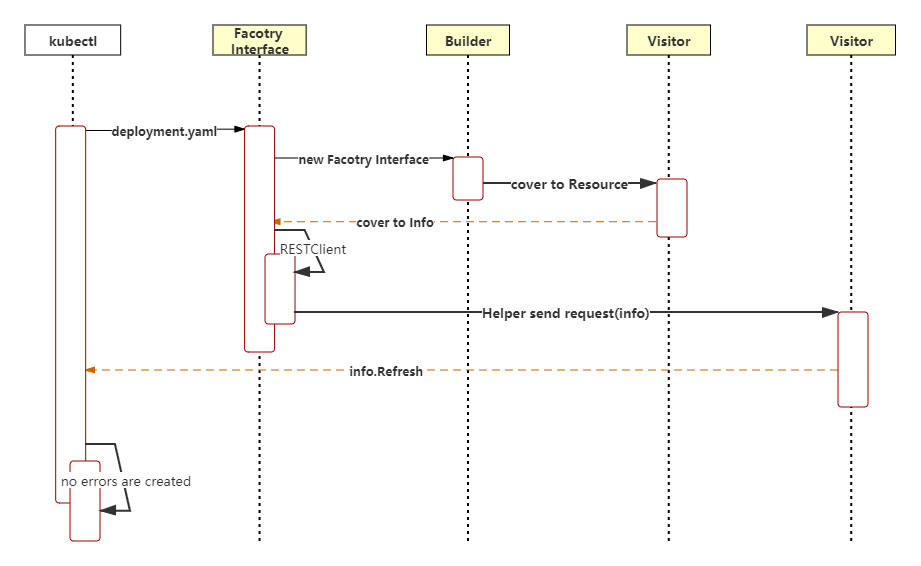 kubectl
Facotry
Interface
Builder
Visitor
Visitor
deployment.yaml
new Facotry Interface
cover to Resource
cover to Info
RESTClient
Helper send request(info)
info.Refresh
no errors are created